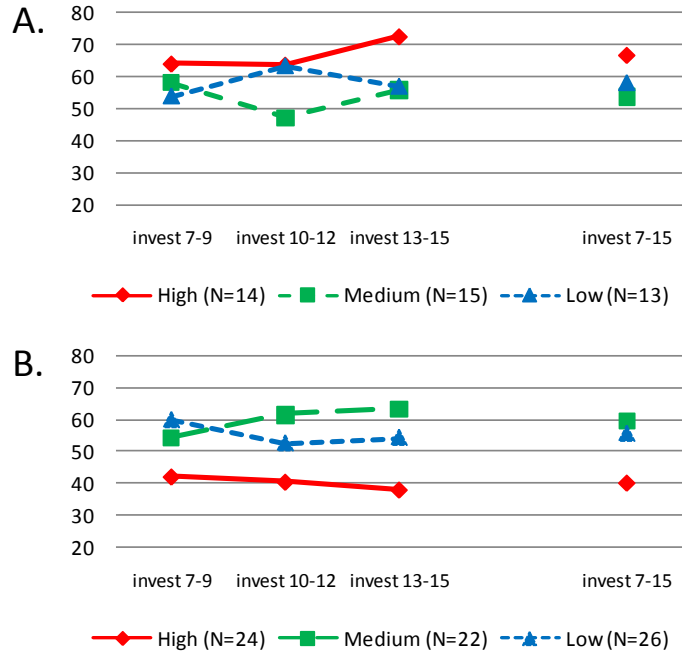 A.
80
70
60
50
40
30
20
invest 7-9 invest 10-12 invest 13-15 invest 7-15
High (N=14) Medium (N=15) Low (N=13)
B.
80
70
60
50
40
30
20
invest 7-9 invest 10-12 invest 13-15 invest 7-15
High (N=24) Medium (N=22) Low (N=26)